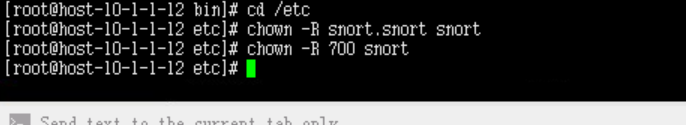 [root@host-10-1-1-12 bin]# cd /etc
[root@host-10-1-1-12 etc]# chown -R snort.snort snort
[root@host-10-1-1-12 etc]# chown -R 700 snort
[root@host-10-1-1-12 etc]#
Send text to the current tab only